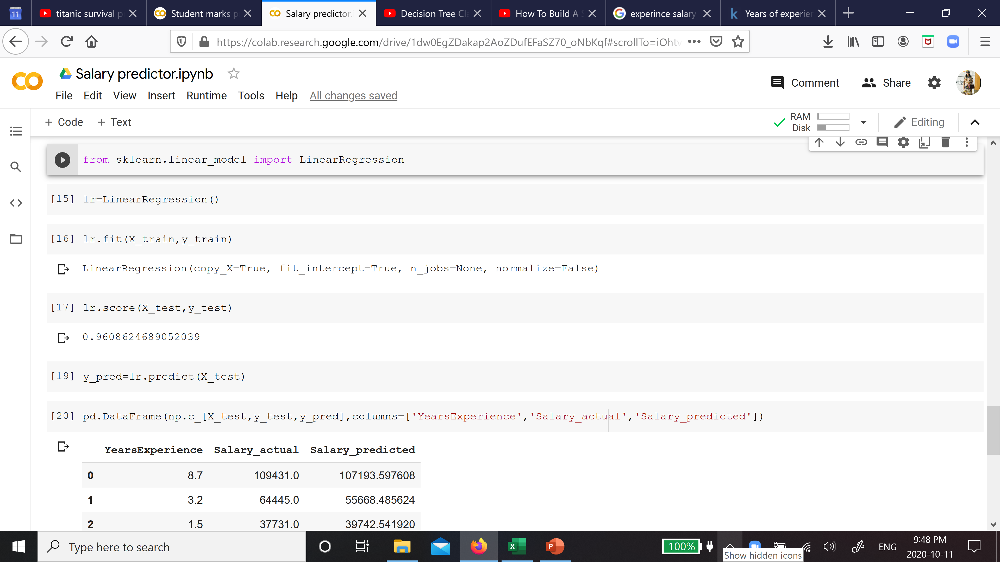 11
titanic survival p
Student marks p
Salary predictor.i
Decision Tree Cla
How To Build A S
experince salary
Years of experien
https://colab.research.google.com/drive/1dw0EgZDakap2AoZDufEFaSZ70_oNbKqf#scrollTo=iOhtv
Salary predictor.ipynb
Comment
Share
File Edit View Insert Runtime Tools Help All changes saved
+ Code + Text
RAM
Disk
Editing
from sklearn.linear_model import LinearRegression
[15] lr=LinearRegression()
[16] lr.fit(X_train,y_train)
LinearRegression(copy_X=True, fit_intercept=True, n_jobs=None, normalize=False)
[17] lr.score(X_test,y_test)
0.9608624689052039
[19] y_pred=lr.predict(X_test)
[20] pd.DataFrame(np.c_[X_test,y_test,y_pred],columns=['YearsExperience','Salary_actual','Salary_predicted'])
YearsExperience Salary_actual Salary_predicted
0 8.7 109431.0 107193.597608
1 3.2 64445.0 55668.485624
2 1.5 37731.0 39742.541920
Type here to search
100%
Show hidden icons
ENG
9:48 PM
2020-10-11